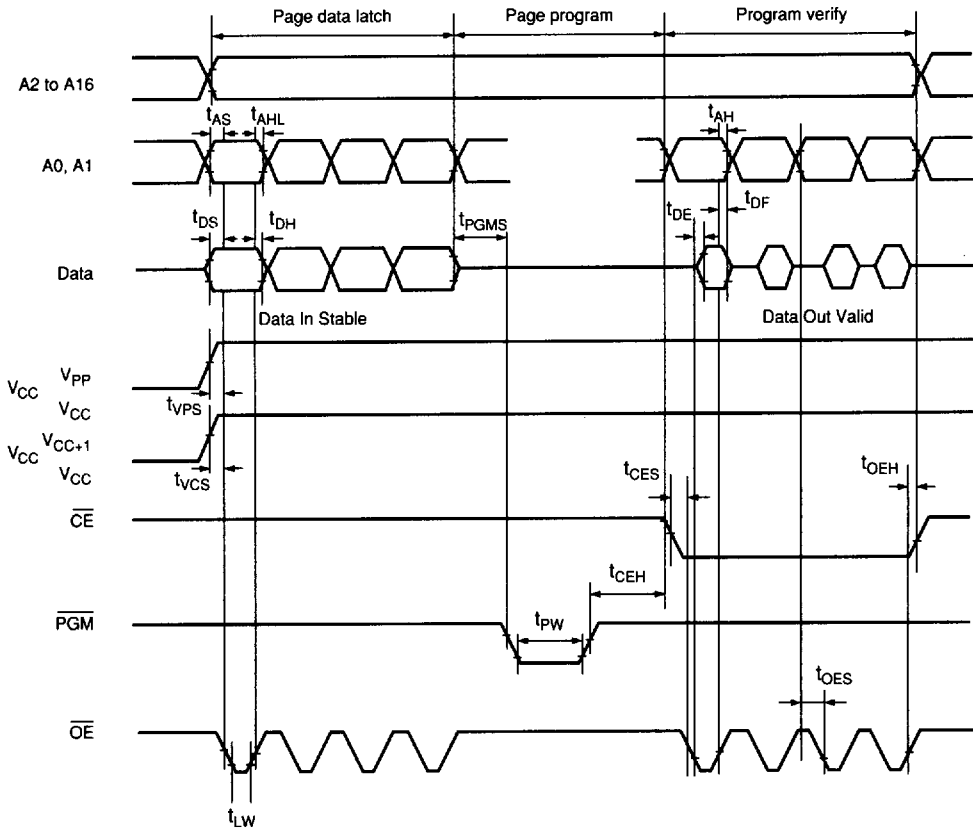 Page data latch Page program Program verify
A2 to A16
tAS tAHL tAH
A0, A1
tDS tDH tPGMS tDE tDF
Data
Data In Stable Data Out Valid
VPP
VCC
tVPS
VCC
VCC+1
VCC
VCC
tVCS tCES tOEH
CE
tCEH
PGM tPW
tOES
OE
tLW